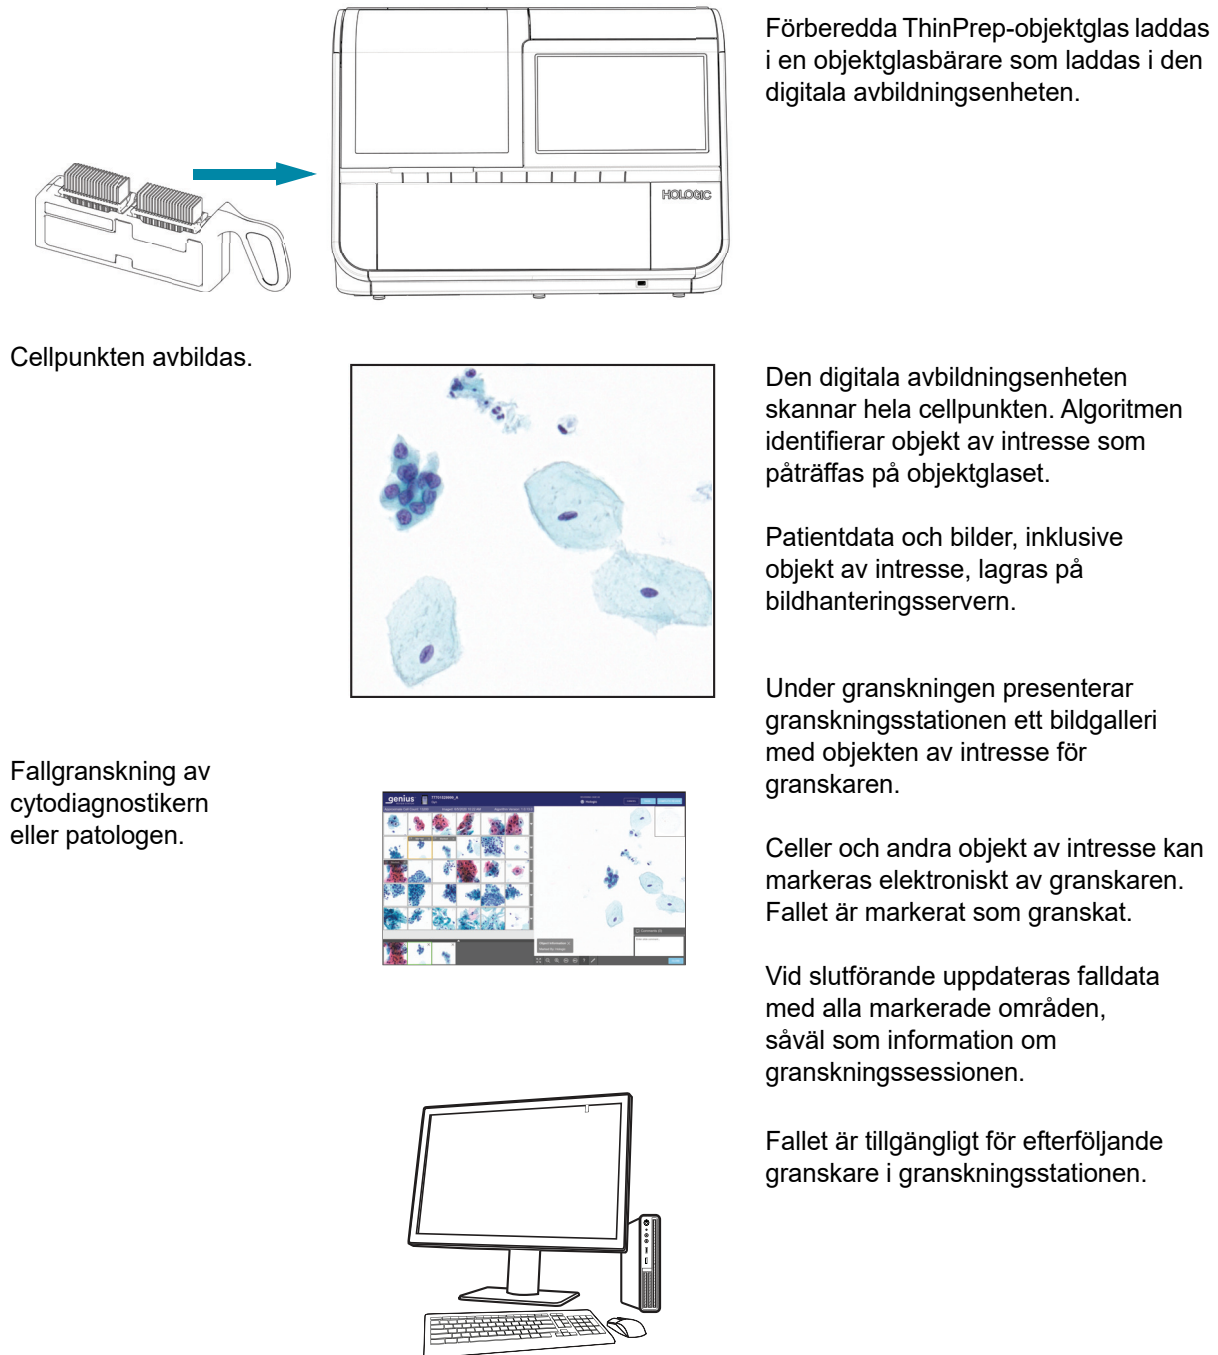 Förberedda ThinPrep-objektglas laddas
i en objektglasbärare som laddas i den
digitala avbildningsenheten.
HOLOGIC
Cellpunkten avbildas.
Den digitala avbildningsenheten
skannar hela cellpunkten. Algoritmen
identifierar objekt av intresse som
påträffas på objektglaset.
Patientdata och bilder, inklusive
objekt av intresse, lagras på
bildhanteringsservern.
Under granskningen presenterar
granskningsstationen ett bildgalleri
med objekten av intresse för
granskaren.
Fallgranskning av
cytodiagnostikern
eller patologen.
genius
Celler och andra objekt av intresse kan
markeras elektroniskt av granskaren.
Fallet är markerat som granskat.
Vid slutförande uppdateras falldata
med alla markerade områden,
såväl som information om
granskningssessionen.
Fallet är tillgängligt för efterföljande
granskare i granskningsstationen.